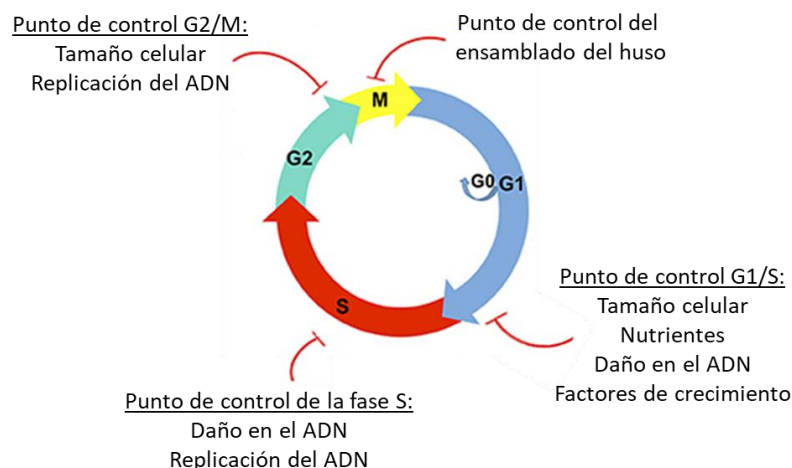 Punto de control G2/M:
Tamaño celular
Replicación del ADN
Punto de control del
ensamblado del huso
M
G2
G0
G1
S
Punto de control G1/S:
Tamaño celular
Nutrientes
Daño en el ADN
Factores de crecimiento
Punto de control de la fase S:
Daño en el ADN
Replicación del ADN